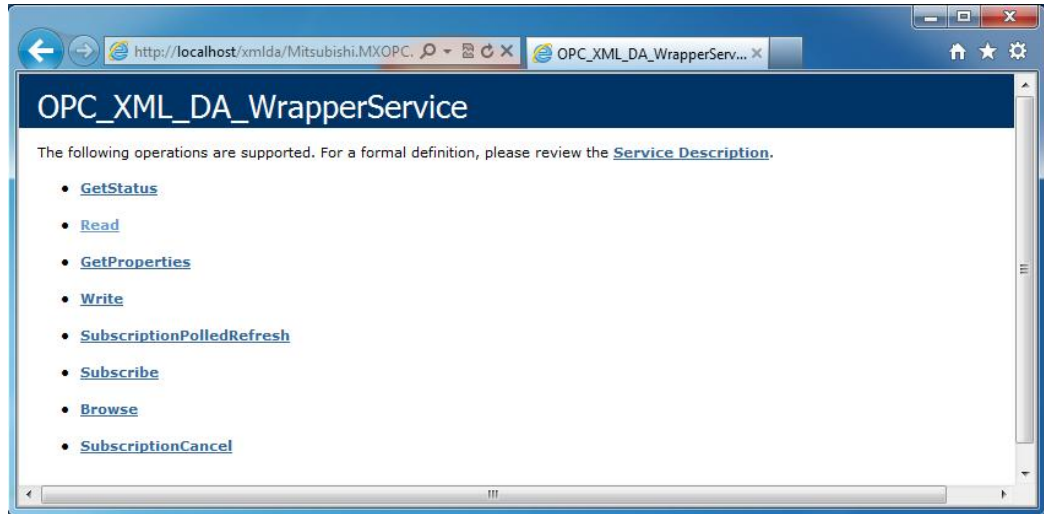 http://localhost/xmlda/Mitsubishi.MXOPC.
OPC_XML_DA_WrapperServ...
OPC_XML_DA_WrapperService
The following operations are supported. For a formal definition, please review the Service Description.
GetStatus
Read
GetProperties
Write
SubscriptionPolledRefresh
Subscribe
Browse
SubscriptionCancel